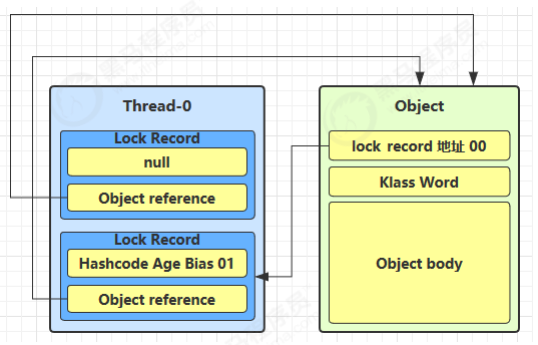 Thread-0
Lock Record
null
Object reference
Lock Record
Hashcode Age Bias 01
Object reference
Object
lock record 地址 00
Klass Word
Object body